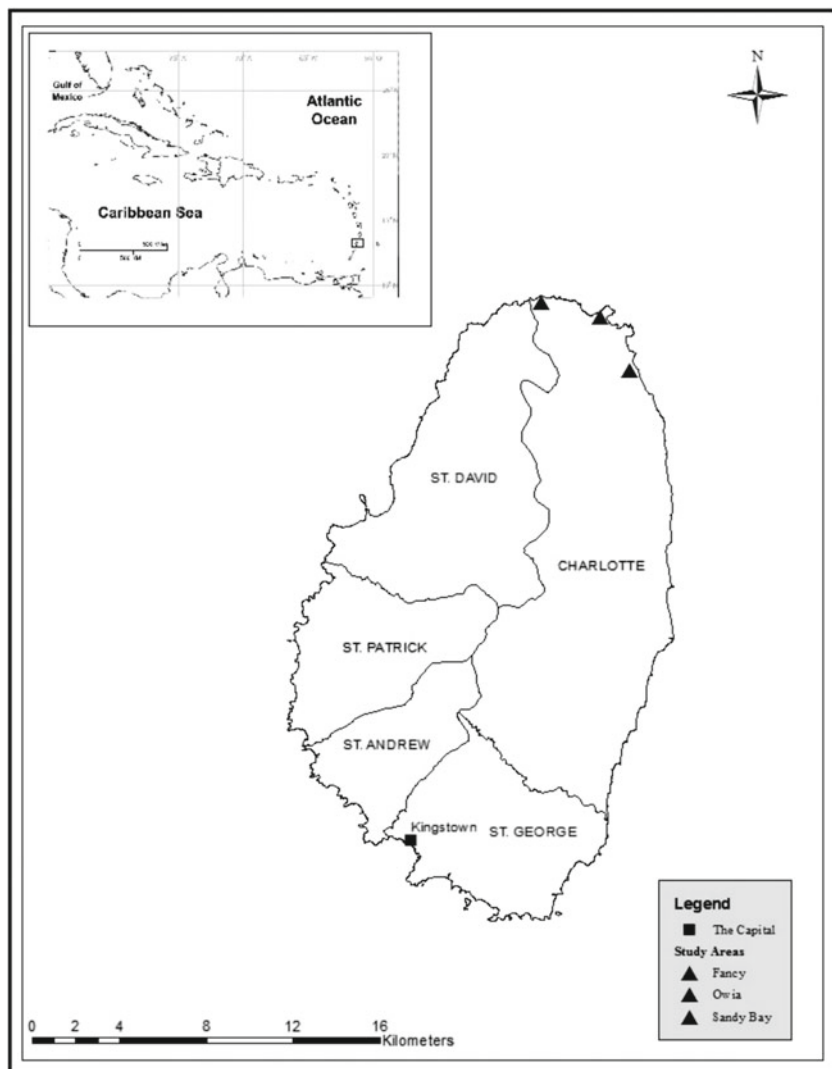 N
Gulf of
Mexico
Atlantic
Ocean
Caribbean Sea
ST. DAVID
CHARLOTTE
ST. PATRICK
ST. ANDREW
Kingstown
ST. GEORGE
Legend
The Capital
Study Areas
Fancy
Owia
Sandy Bay
0 2 4 8 12 16
Kilometers